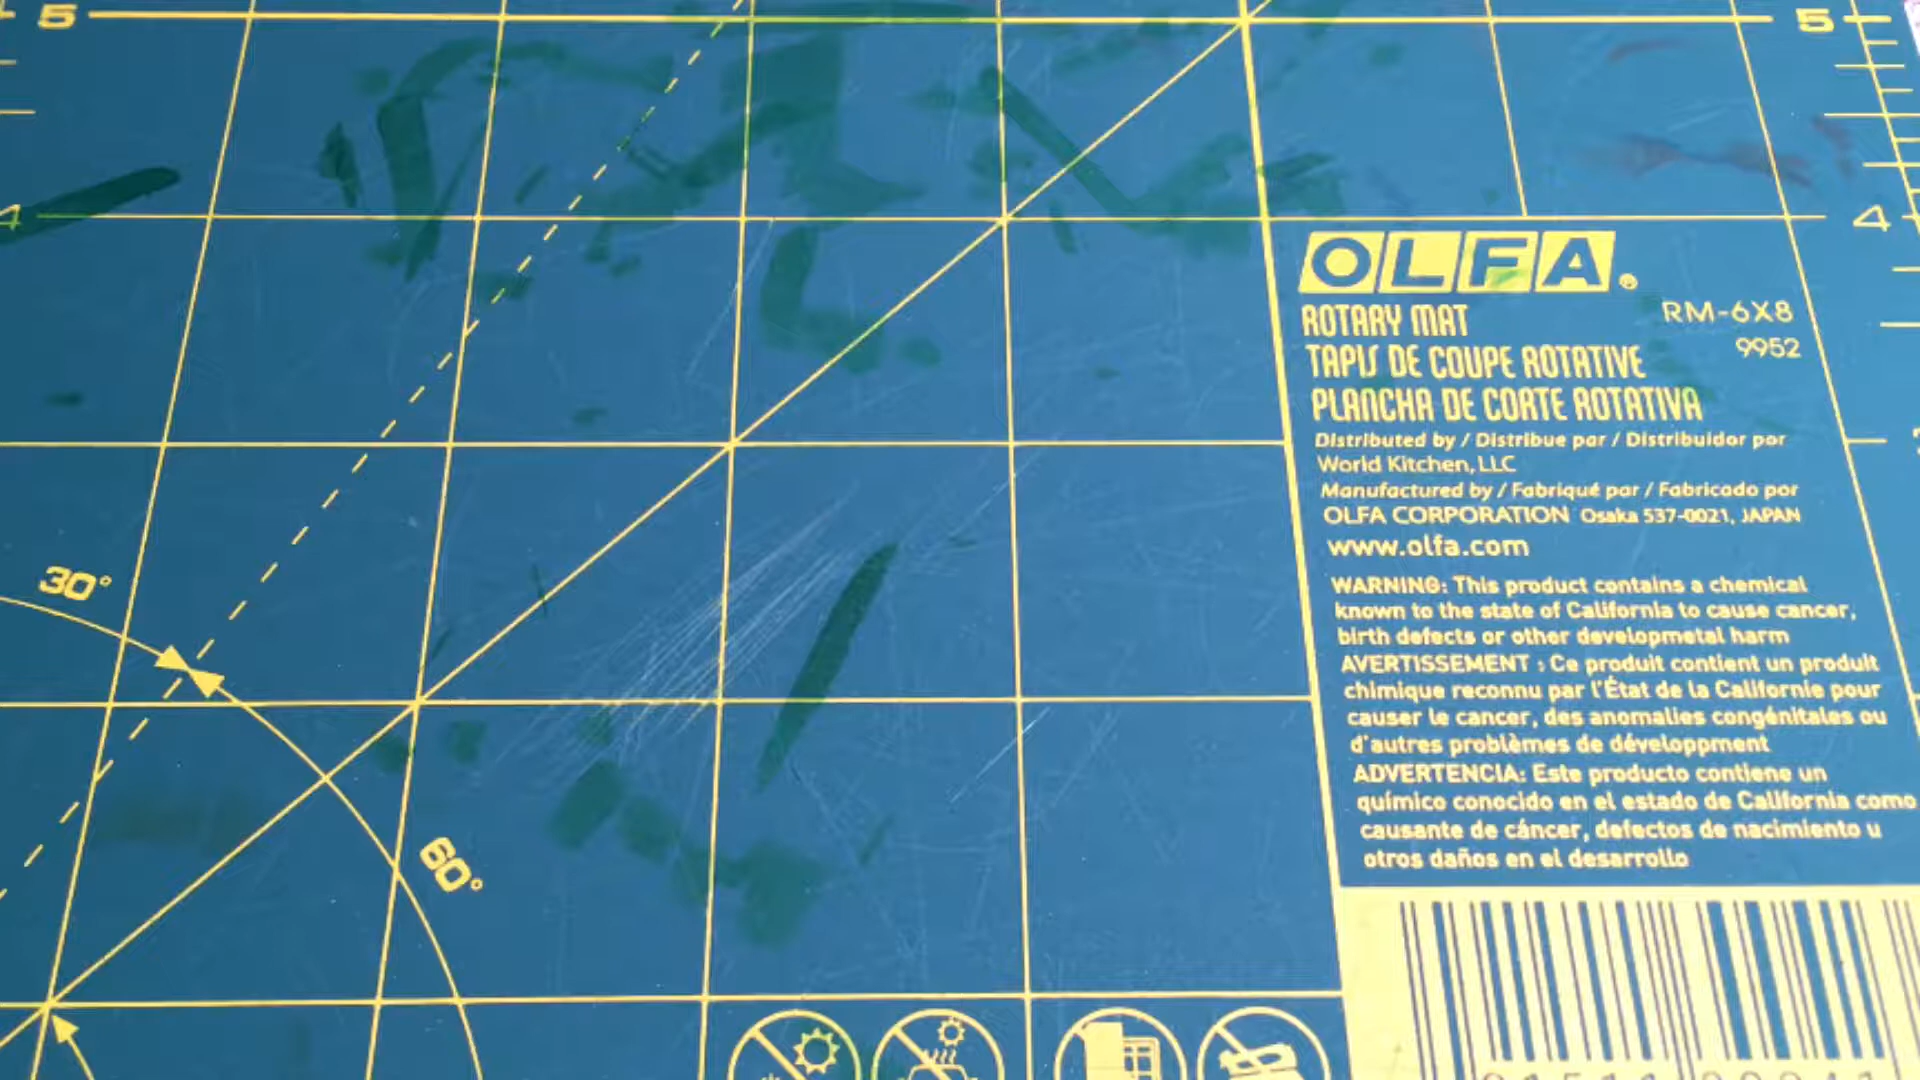 5
5
4
4
OLFA®
ROTARY MAT
RM-6X8
TAPIS DE COUPE ROTATIVE
9952
PLANCHA DE CORTE ROTATIVA
Distributed by / Distribue par / Distribuidor por
World Kitchen, LLC
Manufactured by / Fabriqué par / Fabricado por
OLFA CORPORATION Osaka 537-0021, JAPAN
www.olfa.com
30°
WARNING: This product contains a chemical
known to the state of California to cause cancer,
birth defects or other developmetal harm
AVERTISSEMENT : Ce produit contient un produit
chimique reconnu par l'État de la Californie pour
causer le cancer, des anomalies congénitales ou
d'autres problèmes de développment
ADVERTENCIA: Este producto contiene un
químico conocido en el estado de California como
causante de cáncer, defectos de nacimiento u
otros daños en el desarrollo
60°